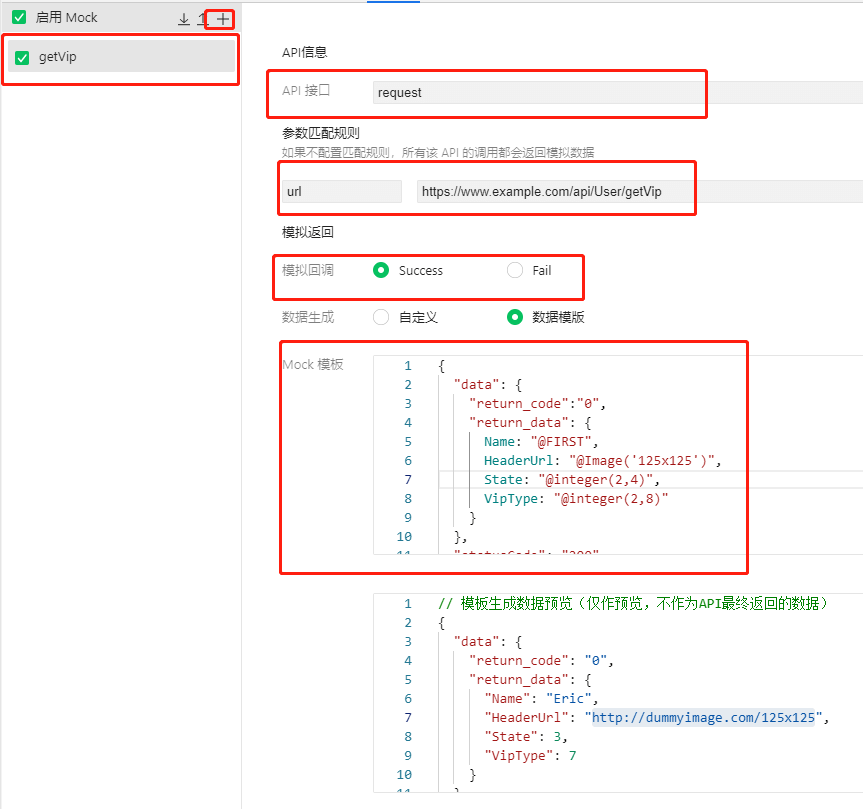 启用 Mock
getVip
API信息
API 接口 request
参数匹配规则
如果不配置匹配规则，所有该 API 的调用都会返回模拟数据
url https://www.example.com/api/User/getVip
模拟返回
模拟回调 Success Fail
数据生成 自定义 数据模版
Mock 模板
1 {
2 "data": {
3 "return_code":"0",
4 "return_data": {
5 Name: "@FIRST",
6 HeaderUrl: "@Image('125x125')",
7 State: "@integer(2,4)",
8 VipType: "@integer(2,8)"
9 }
10 },
11 "statusCode": "200"
1 // 模板生成数据预览（仅作预览，不作为API最终返回的数据）
2 {
3 "data": {
4 "return_code": "0",
5 "return_data": {
6 "Name": "Eric",
7 "HeaderUrl": "http://dummyimage.com/125x125",
8 "State": 3,
9 "VipType": 7
10 }
11 }